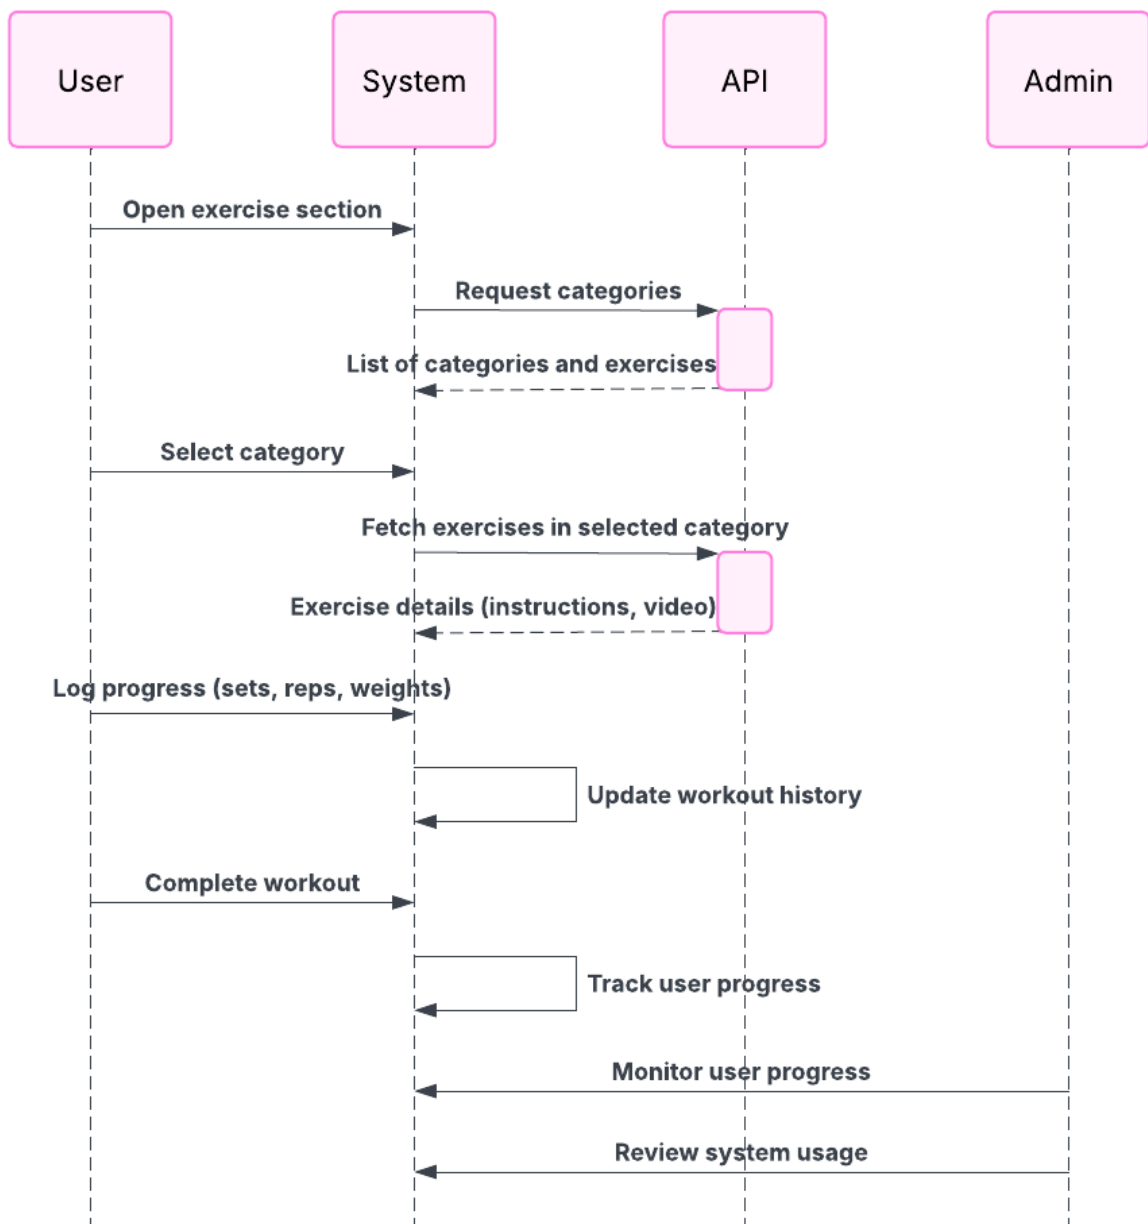 User
System
API
Admin
Open exercise section
Request categories
List of categories and exercises
Select category
Fetch exercises in selected category
Exercise details (instructions, video)
Log progress (sets, reps, weights)
Update workout history
Complete workout
Track user progress
Monitor user progress
Review system usage